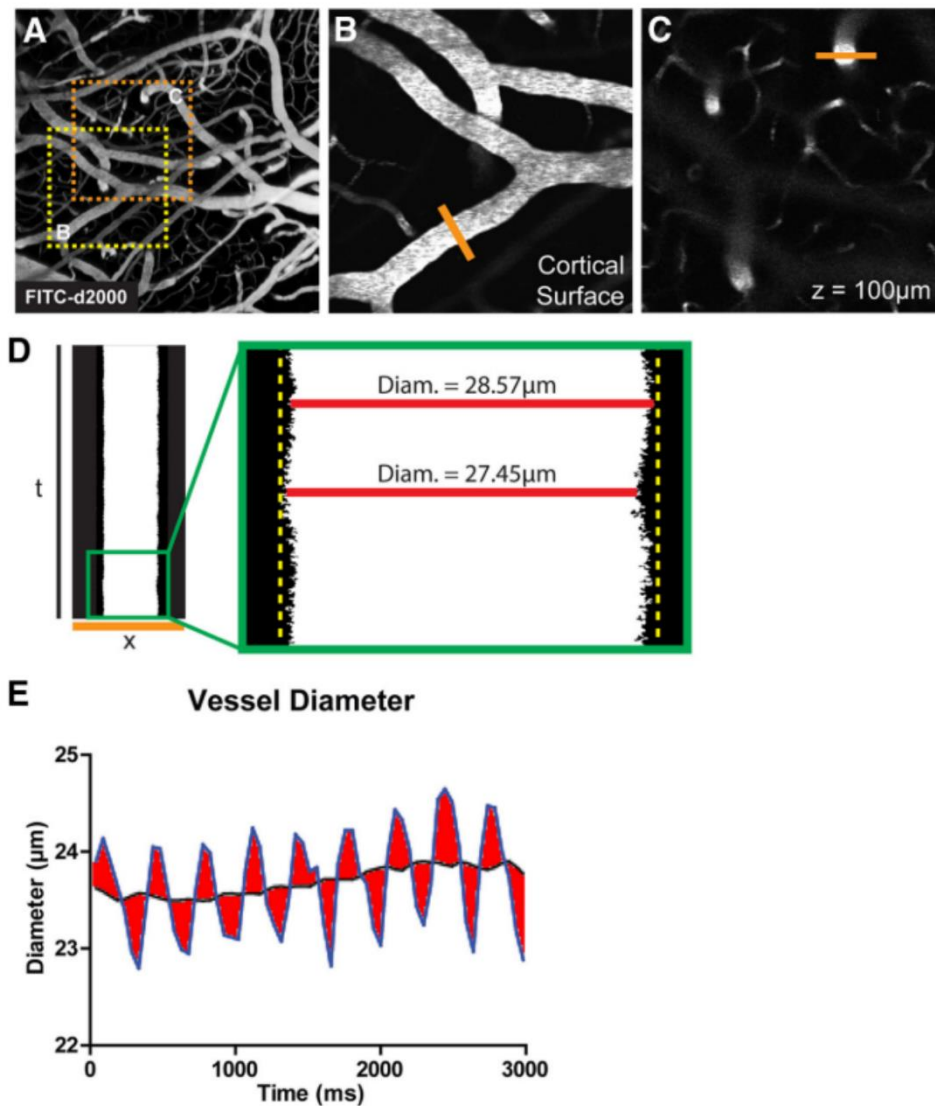 A
B
C
C
B
FITC-d2000
Cortical
Surface
z = 100µm
D
t
x
Diam. = 28.57µm
Diam. = 27.45µm
E
Vessel Diameter
Diameter (µm)
25
24
23
22
0
1000
2000
3000
Time (ms)